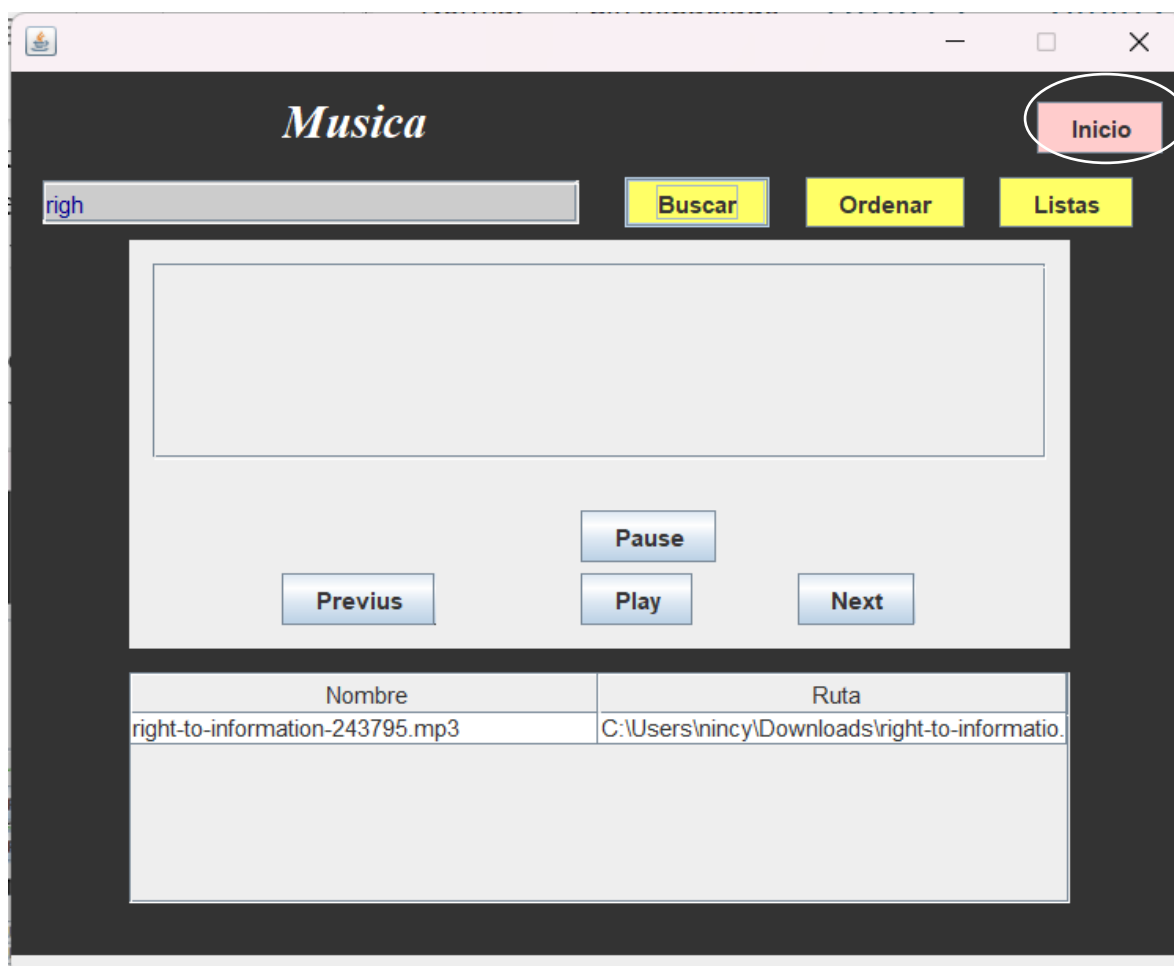 Musica
Inicio
righ
Buscar Ordenar Listas
Pause
Previus Play Next
Nombre Ruta
right-to-information-243795.mp3 C:\Users\nincy\Downloads\right-to-informatio.